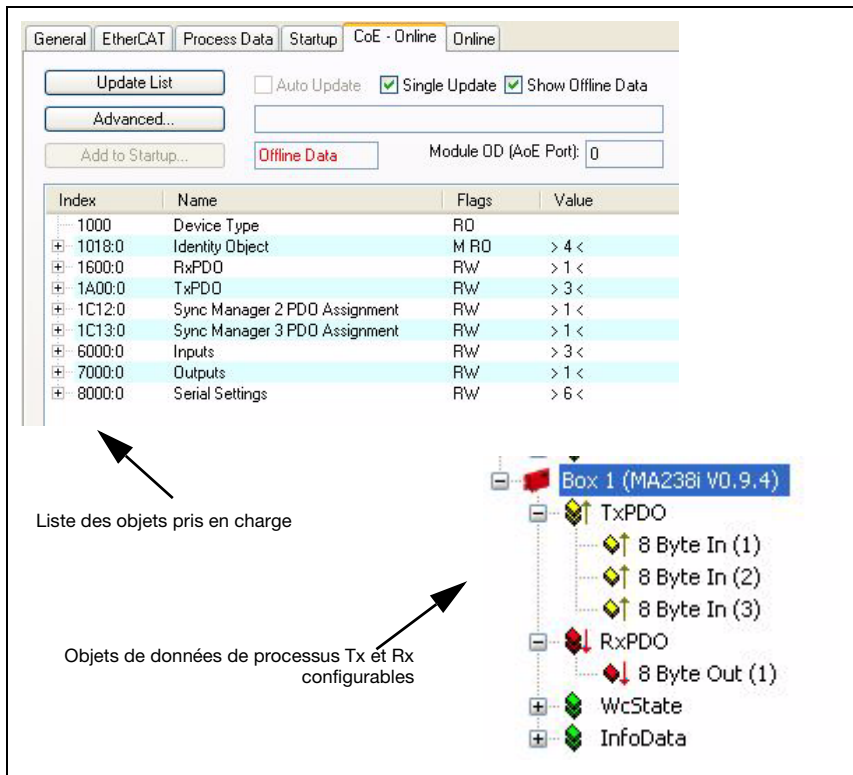 General EtherCAT Process Data Startup CoE - Online Online
Update List Auto Update Single Update Show Offline Data
Advanced...
Add to Startup... Offline Data Module OD (AoE Port): 0
Index Name Flags Value
1000 Device Type RO
1018:0 Identity Object M RO > 4 <
1600:0 RxPDO RW > 1 <
1A00:0 TxPDO RW > 3 <
1C12:0 Sync Manager 2 PDO Assignment RW > 1 <
1C13:0 Sync Manager 3 PDO Assignment RW > 1 <
6000:0 Inputs RW > 3 <
7000:0 Outputs RW > 1 <
8000:0 Serial Settings RW > 6 <
Liste des objets pris en charge
Box 1 (MA238i V0.9.4)
TxPDO
8 Byte In (1)
8 Byte In (2)
8 Byte In (3)
RxPDO
8 Byte Out (1)
WcState
InfoData
Objets de données de processus Tx et Rx
configurables